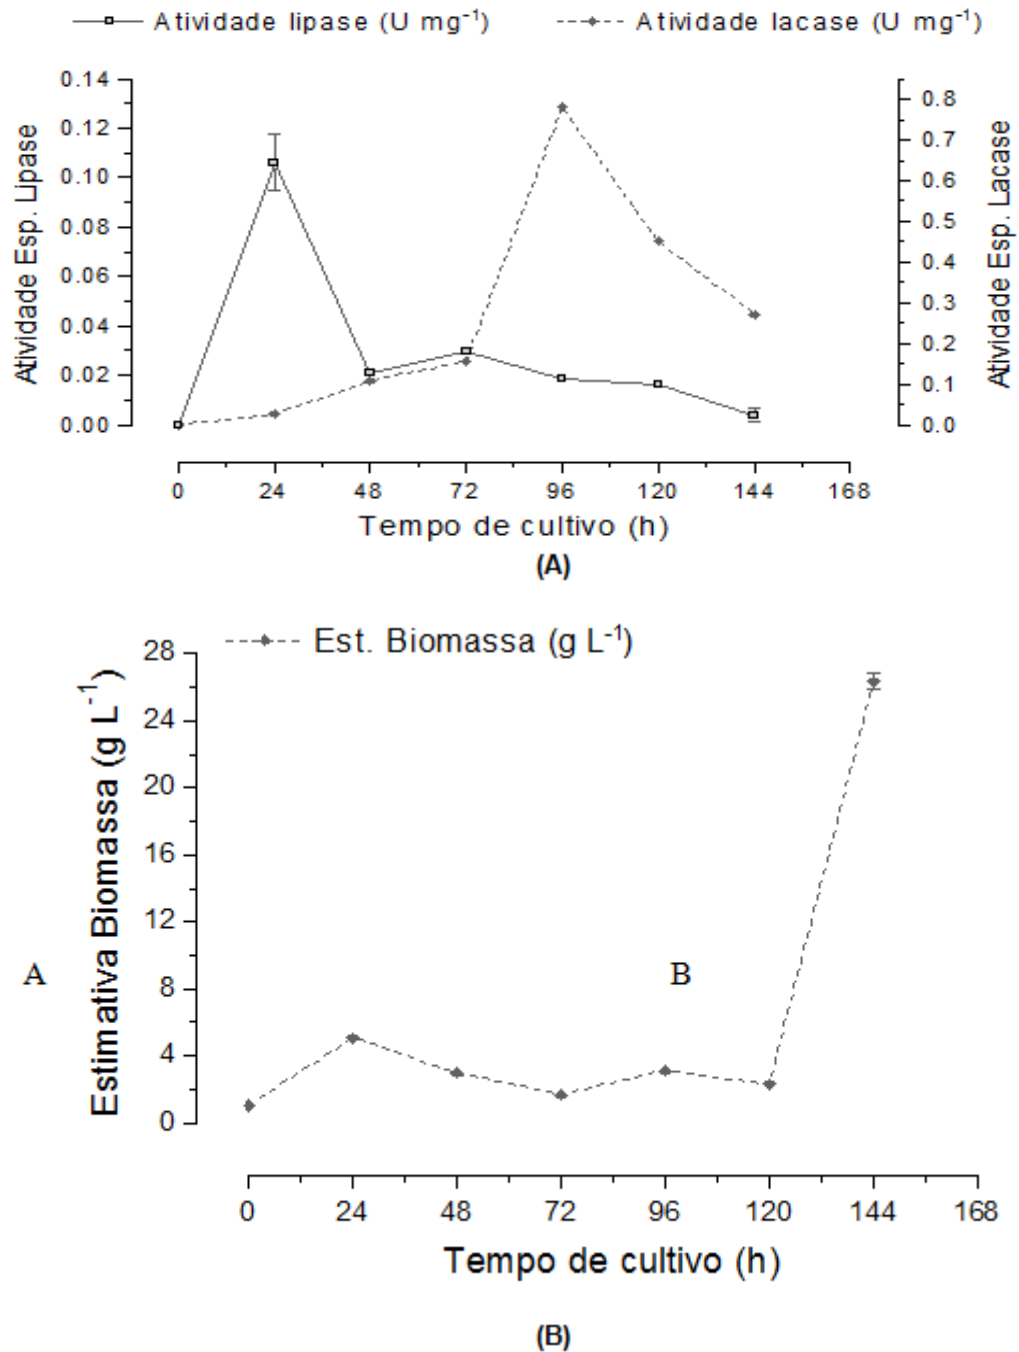 Atividade lipase (U mg⁻¹) Atividade lacase (U mg⁻¹)
Atividade Esp. Lipase
0.14
0.12
0.10
0.08
0.06
0.04
0.02
0.00
0.8
0.7
0.6
0.5
0.4
0.3
0.2
0.1
0.0
Atividade Esp. Lacase
0 24 48 72 96 120 144 168
Tempo de cultivo (h)
(A)
Est. Biomassa (g L⁻¹)
Estimativa Biomassa (g L⁻¹)
28
24
20
16
12
8
4
0
A B
0 24 48 72 96 120 144 168
Tempo de cultivo (h)
(B)